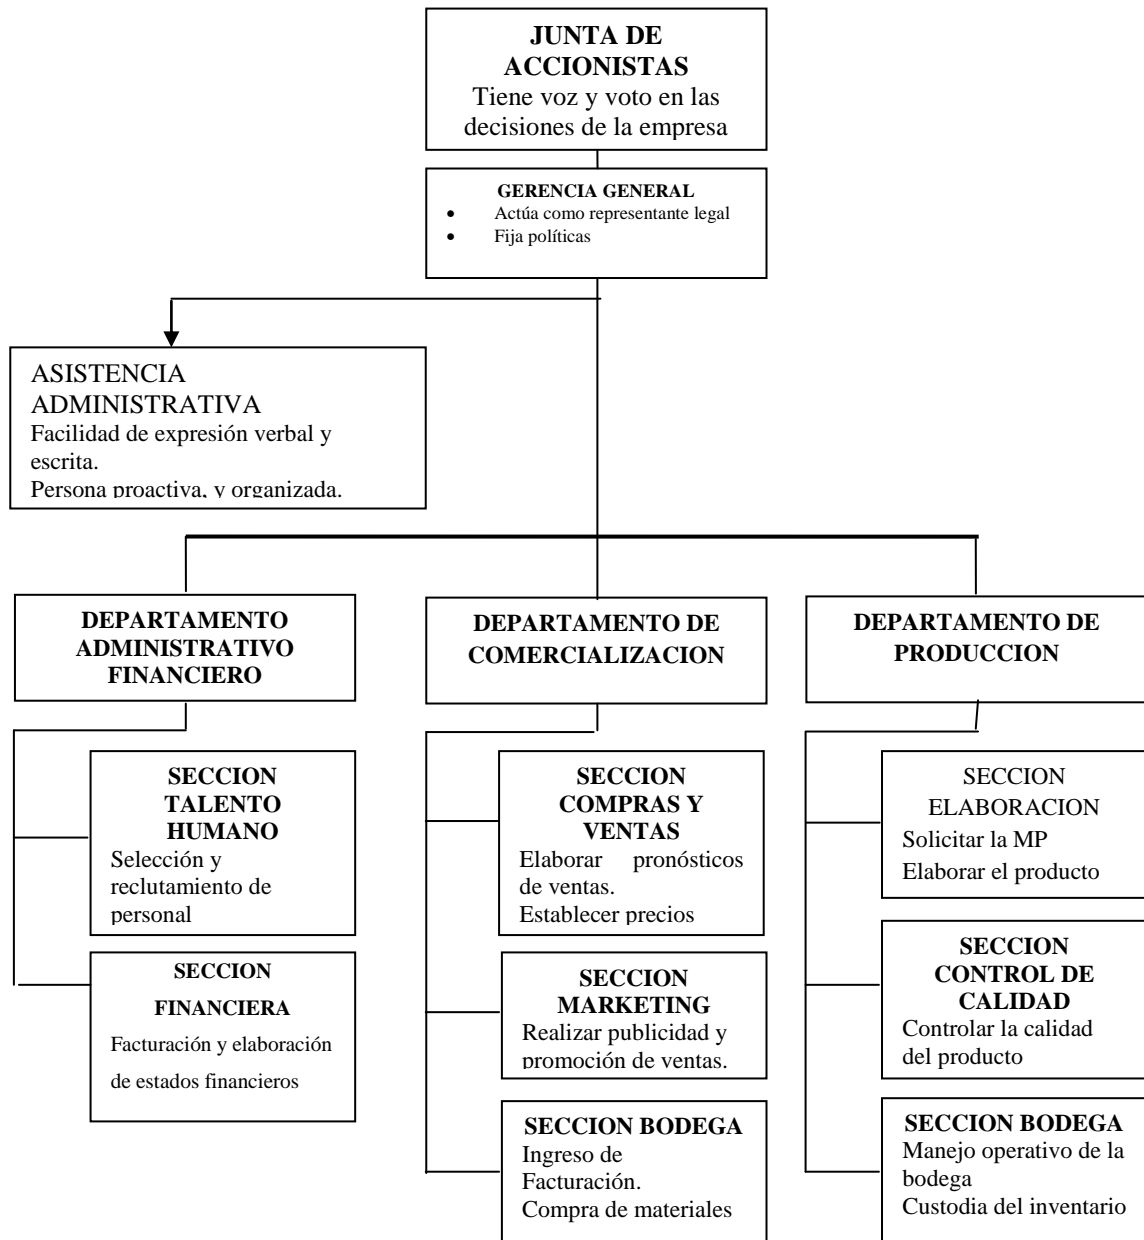 JUNTA DE
ACCIONISTAS
Tiene voz y voto en las
decisiones de la empresa
GERENCIA GENERAL
• Actúa como representante legal
• Fija políticas
ASISTENCIA
ADMINISTRATIVA
Facilidad de expresión verbal y
escrita.
Persona proactiva, y organizada.
DEPARTAMENTO
ADMINISTRATIVO
FINANCIERO
SECCION
TALENTO
HUMANO
Selección y
reclutamiento de
personal
SECCION
FINANCIERA
Facturación y elaboración
de estados financieros
DEPARTAMENTO DE
COMERCIALIZACION
SECCION
COMPRAS Y
VENTAS
Elaborar pronósticos
de ventas.
Establecer precios
SECCION
MARKETING
Realizar publicidad y
promoción de ventas.
SECCION BODEGA
Ingreso de
Facturación.
Compra de materiales
DEPARTAMENTO DE
PRODUCCION
SECCION
ELABORACION
Solicitar la MP
Elaborar el producto
SECCION
CONTROL DE
CALIDAD
Controlar la calidad
del producto
SECCION BODEGA
Manejo operativo de la
bodega
Custodia del inventario